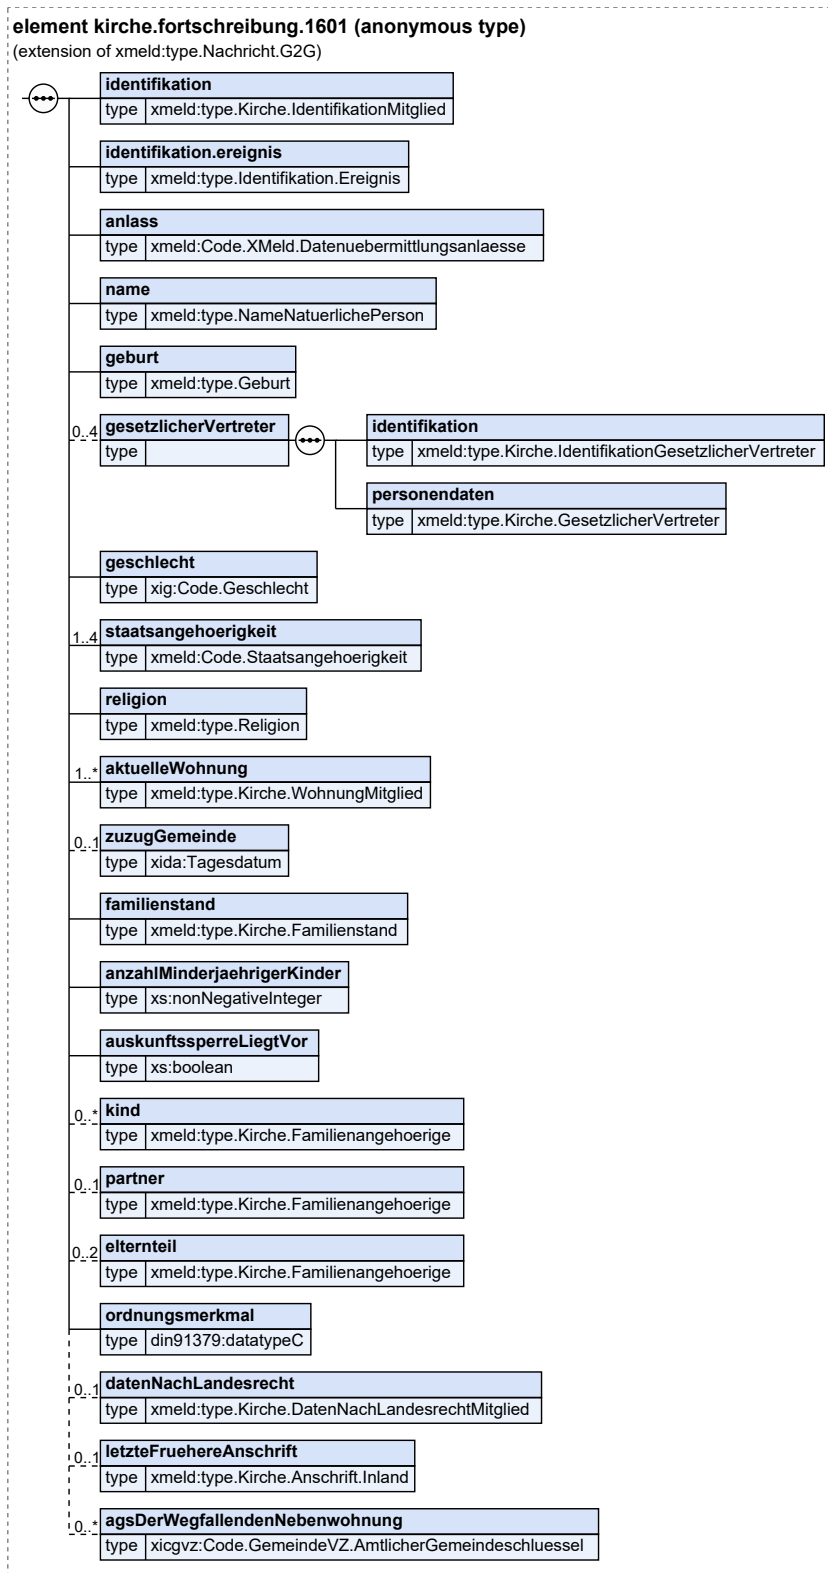 element kirche.fortschreibung.1601 (anonymous type)
(extension of xmeld:type.Nachricht.G2G)
identifikation
type xmeld:type.Kirche.IdentifikationMitglied
identifikation.ereignis
type xmeld:type.Identifikation.Ereignis
anlass
type xmeld:Code.XMeld.Datenuebermittlungsanlaesse
name
type xmeld:type.NameNatuerlichePerson
geburt
type xmeld:type.Geburt
0..4 gesetzlicherVertreter
type
identifikation
type xmeld:type.Kirche.IdentifikationGesetzlicherVertreter
personendaten
type xmeld:type.Kirche.GesetzlicherVertreter
geschlecht
type xig:Code.Geschlecht
1..4 staatsangehoerigkeit
type xmeld:Code.Staatsangehoerigkeit
religion
type xmeld:type.Religion
1..* aktuelleWohnung
type xmeld:type.Kirche.WohnungMitglied
0..1 zuzugGemeinde
type xida:Tagesdatum
familienstand
type xmeld:type.Kirche.Familienstand
anzahlMinderjaehrigerKinder
type xs:nonNegativeInteger
auskunftssperreLiegtVor
type xs:boolean
0..* kind
type xmeld:type.Kirche.Familienangehoerige
0..1 partner
type xmeld:type.Kirche.Familienangehoerige
0..2 elternteil
type xmeld:type.Kirche.Familienangehoerige
ordnungsmerkmal
type din91379:datatypeC
0..1 datenNachLandesrecht
type xmeld:type.Kirche.DatenNachLandesrechtMitglied
0..1 letzteFruehereAnschrift
type xmeld:type.Kirche.Anschrift.Inland
0..* agsDerWegfallendenNebenwohnung
type xicgvz:Code.GemeindeVZ.AmtlicherGemeindeschluessel